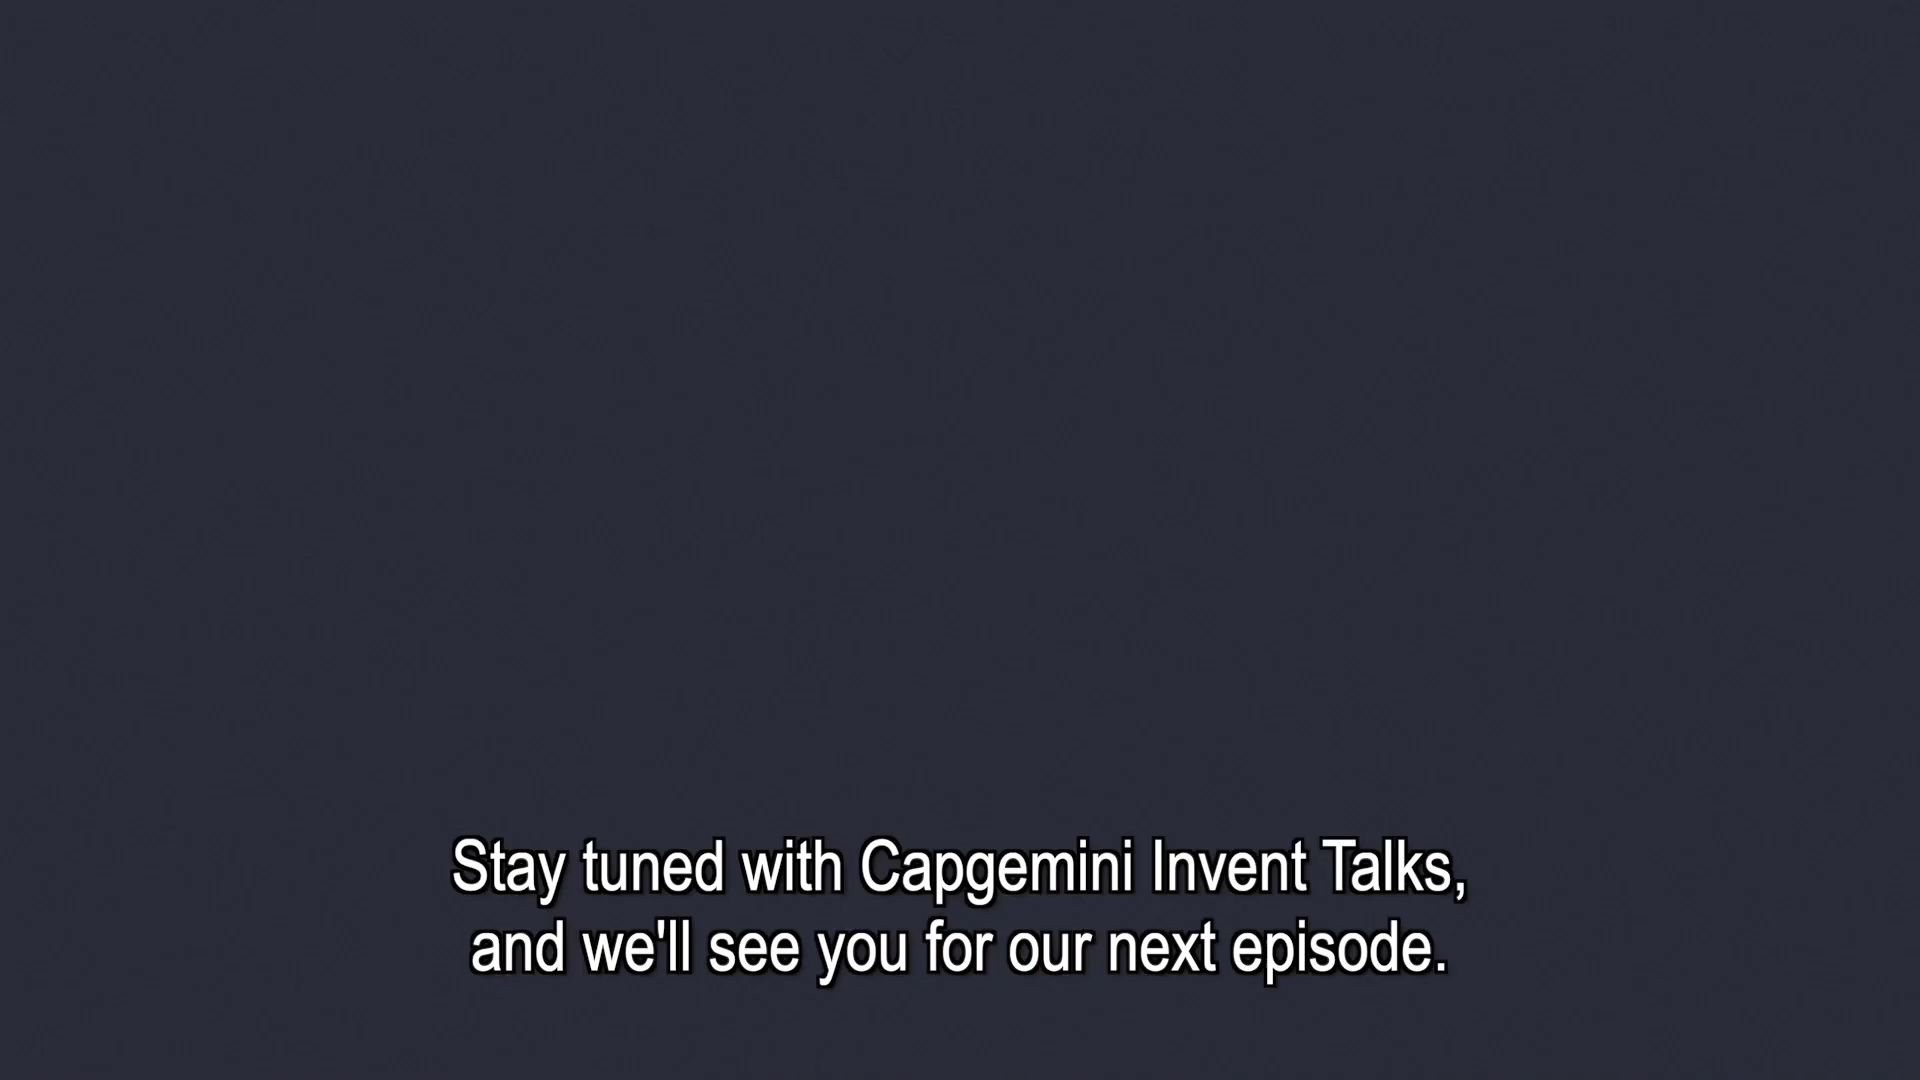 Stay tuned with Capgemini Invent Talks,
and we'll see you for our next episode.